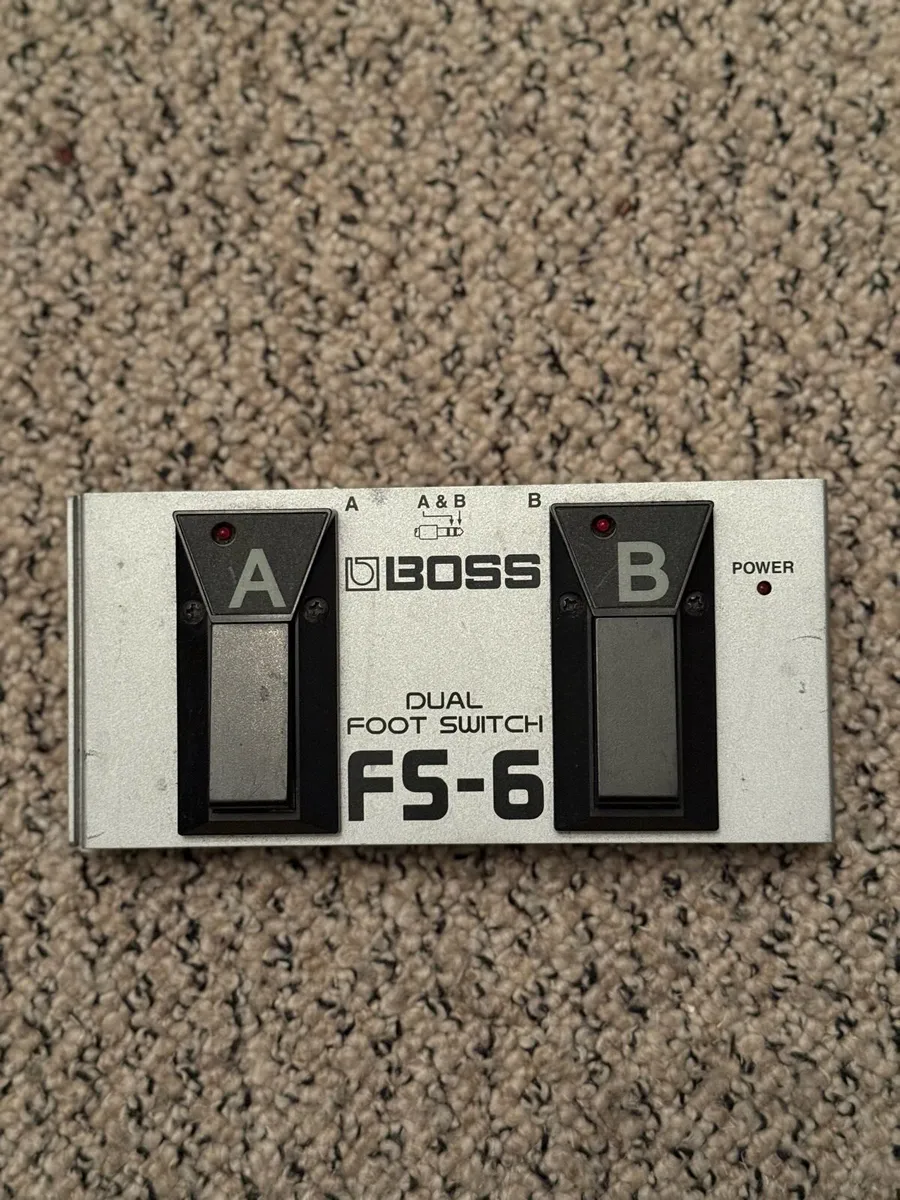 A A & B B
BOSS
A
B
POWER
DUAL
FOOT SWITCH
FS-6